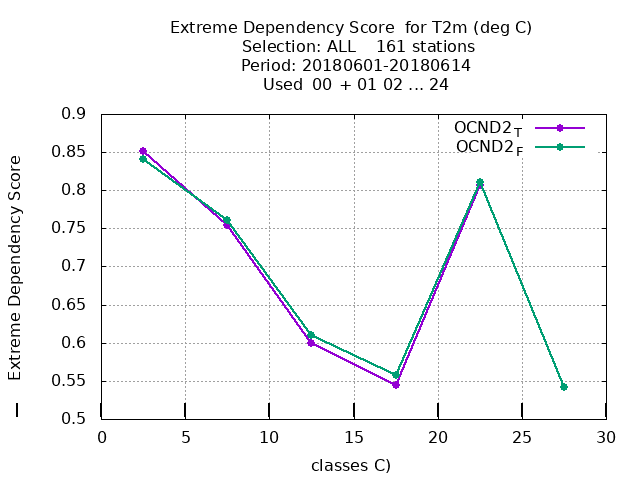 Extreme Dependency Score  for T2m (deg C)
Selection: ALL    161 stations
Period: 20180601-20180614
Used  00 + 01 02 ... 24
OCND2T
OCND2F
0.9
0.85
0.8
0.75
0.7
0.65
0.6
0.55
0.5
Extreme Dependency Score
0 5 10 15 20 25 30
classes C)